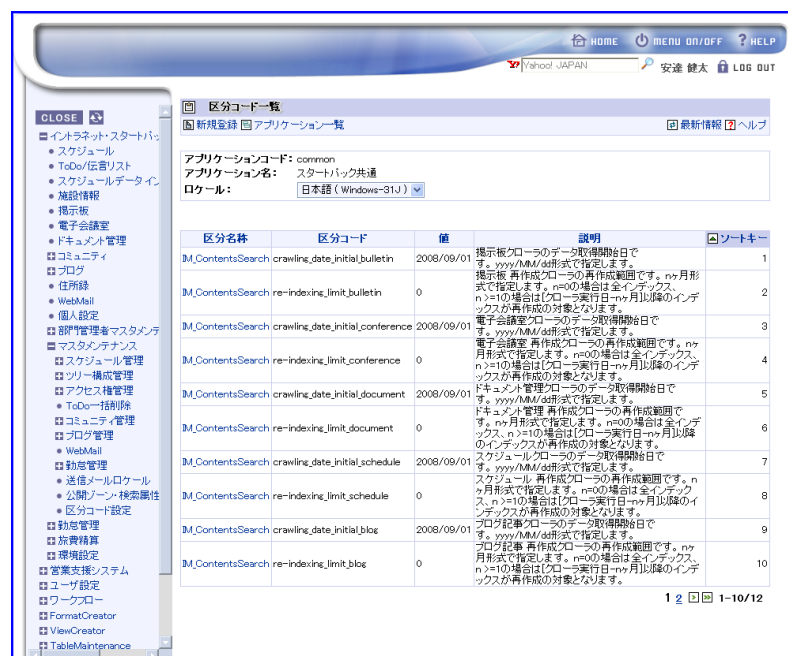 HOME MENU ON/OFF ? HELP
Yahoo! JAPAN 安達 健太 LOG OUT
CLOSE
イントラネット・スタートパッ
スケジュール
ToDo/伝言リスト
スケジュールデータイン
施設情報
掲示板
電子会議室
ドキュメント管理
コミュニティ
ブログ
住所録
WebMail
個人設定
部門管理者マスタメンテ
マスタメンテナンス
スケジュール管理
ツリー構成管理
アクセス権管理
ToDo一括削除
コミュニティ管理
ブログ管理
WebMail
勤怠管理
送信メールロケール
公開ゾーン・検索属性
区分コード設定
勤怠管理
旅費精算
環境設定
営業支援システム
ユーザ設定
ワークフロー
FormatCreator
ViewCreator
TableMaintenance
区分コード一覧
新規登録 アプリケーション一覧 最新情報 ? ヘルプ
アプリケーションコード: common
アプリケーション名: スタートパック共通
ロケール: 日本語 ( Windows-31J )
区分名称 区分コード 値 説明 ソートキー
IM_ContentsSearch crawling_date_initial_bulletin 2008/09/01 掲示板クローラのデータ取得開始日で
す。yyyy/MM/dd形式で指定します。 1
IM_ContentsSearch re-indexing_limit_bulletin 0 掲示板 再作成クローラの再作成範囲です。nヶ月形
式で指定します。n=0の場合は全インデックス、
n >=1の場合は[クローラ実行日-nヶ月]以降のインデ
ックスが再作成の対象となります。 2
IM_ContentsSearch crawling_date_initial_conference 2008/09/01 電子会議室クローラのデータ取得開始日で
す。yyyy/MM/dd形式で指定します。 3
IM_ContentsSearch re-indexing_limit_conference 0 電子会議室 再作成クローラの再作成範囲です。nヶ
月形式で指定します。n=0の場合は全インデックス、
n >=1の場合は[クローラ実行日-nヶ月]以降のインデ
ックスが再作成の対象となります。 4
IM_ContentsSearch crawling_date_initial_document 2008/09/01 ドキュメント管理クローラのデータ取得開始日で
す。yyyy/MM/dd形式で指定します。 5
IM_ContentsSearch re-indexing_limit_document 0 ドキュメント管理 再作成クローラの再作成範囲で
す。nヶ月形式で指定します。n=0の場合は全インデ
ックス、n >=1の場合は[クローラ実行日-nヶ月]以降
のインデックスが再作成の対象となります。 6
IM_ContentsSearch crawling_date_initial_schedule 2008/09/01 スケジュールクローラのデータ取得開始日で
す。yyyy/MM/dd形式で指定します。 7
IM_ContentsSearch re-indexing_limit_schedule 0 スケジュール 再作成クローラの再作成範囲です。n
ヶ月形式で指定します。n=0の場合は全インデック
ス、n >=1の場合は[クローラ実行日-nヶ月]以降のイ
ンデックスが再作成の対象となります。 8
IM_ContentsSearch crawling_date_initial_blog 2008/09/01 ブログ記事クローラのデータ取得開始日で
す。yyyy/MM/dd形式で指定します。 9
IM_ContentsSearch re-indexing_limit_blog 0 ブログ記事 再作成クローラの再作成範囲です。nヶ
月形式で指定します。n=0の場合は全インデックス、
n >=1の場合は[クローラ実行日-nヶ月]以降のインデ
ックスが再作成の対象となります。 10
1 2 1-10/12